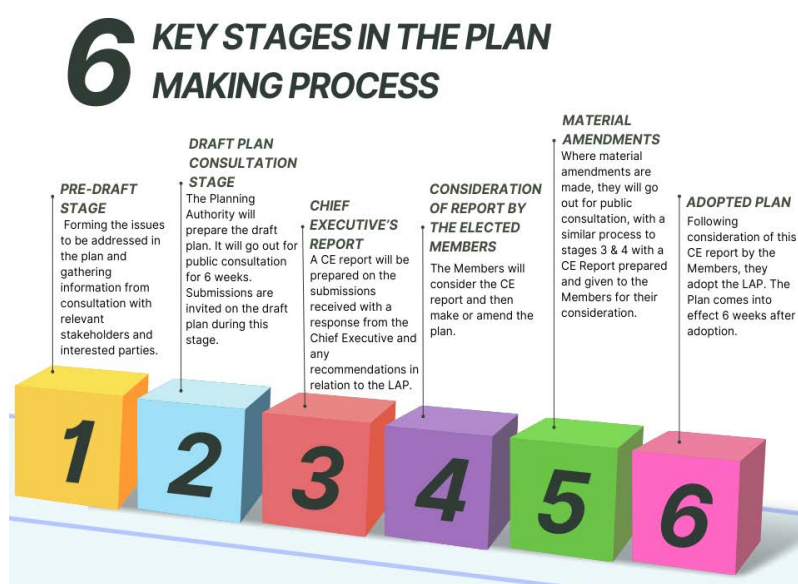 6 KEY STAGES IN THE PLAN
MAKING PROCESS
PRE-DRAFT
STAGE
Forming the issues
to be addressed in
the plan and
gathering
information from
consultation with
relevant
stakeholders and
interested parties.
DRAFT PLAN
CONSULTATION
STAGE
The Planning
Authority will
prepare the draft
plan. It will go out for
public consultation
for 6 weeks.
Submissions are
invited on the draft
plan during this
stage.
CHIEF
EXECUTIVE'S
REPORT
A CE report will be
prepared on the
submissions
received with a
response from the
Chief Executive and
any
recommendations in
relation to the LAP.
CONSIDERATION
OF REPORT BY
THE ELECTED
MEMBERS
The Members will
consider the CE
report and then
make or amend the
plan.
MATERIAL
AMENDMENTS
Where material
amendments are
made, they will go
out for public
consultation, with a
similar process to
stages 3 & 4 with a
CE Report prepared
and given to the
Members for their
consideration.
ADOPTED PLAN
Following
consideration of this
CE report by the
Members, they
adopt the LAP. The
Plan comes into
effect 6 weeks after
adoption.
1
2
3
4
5
6